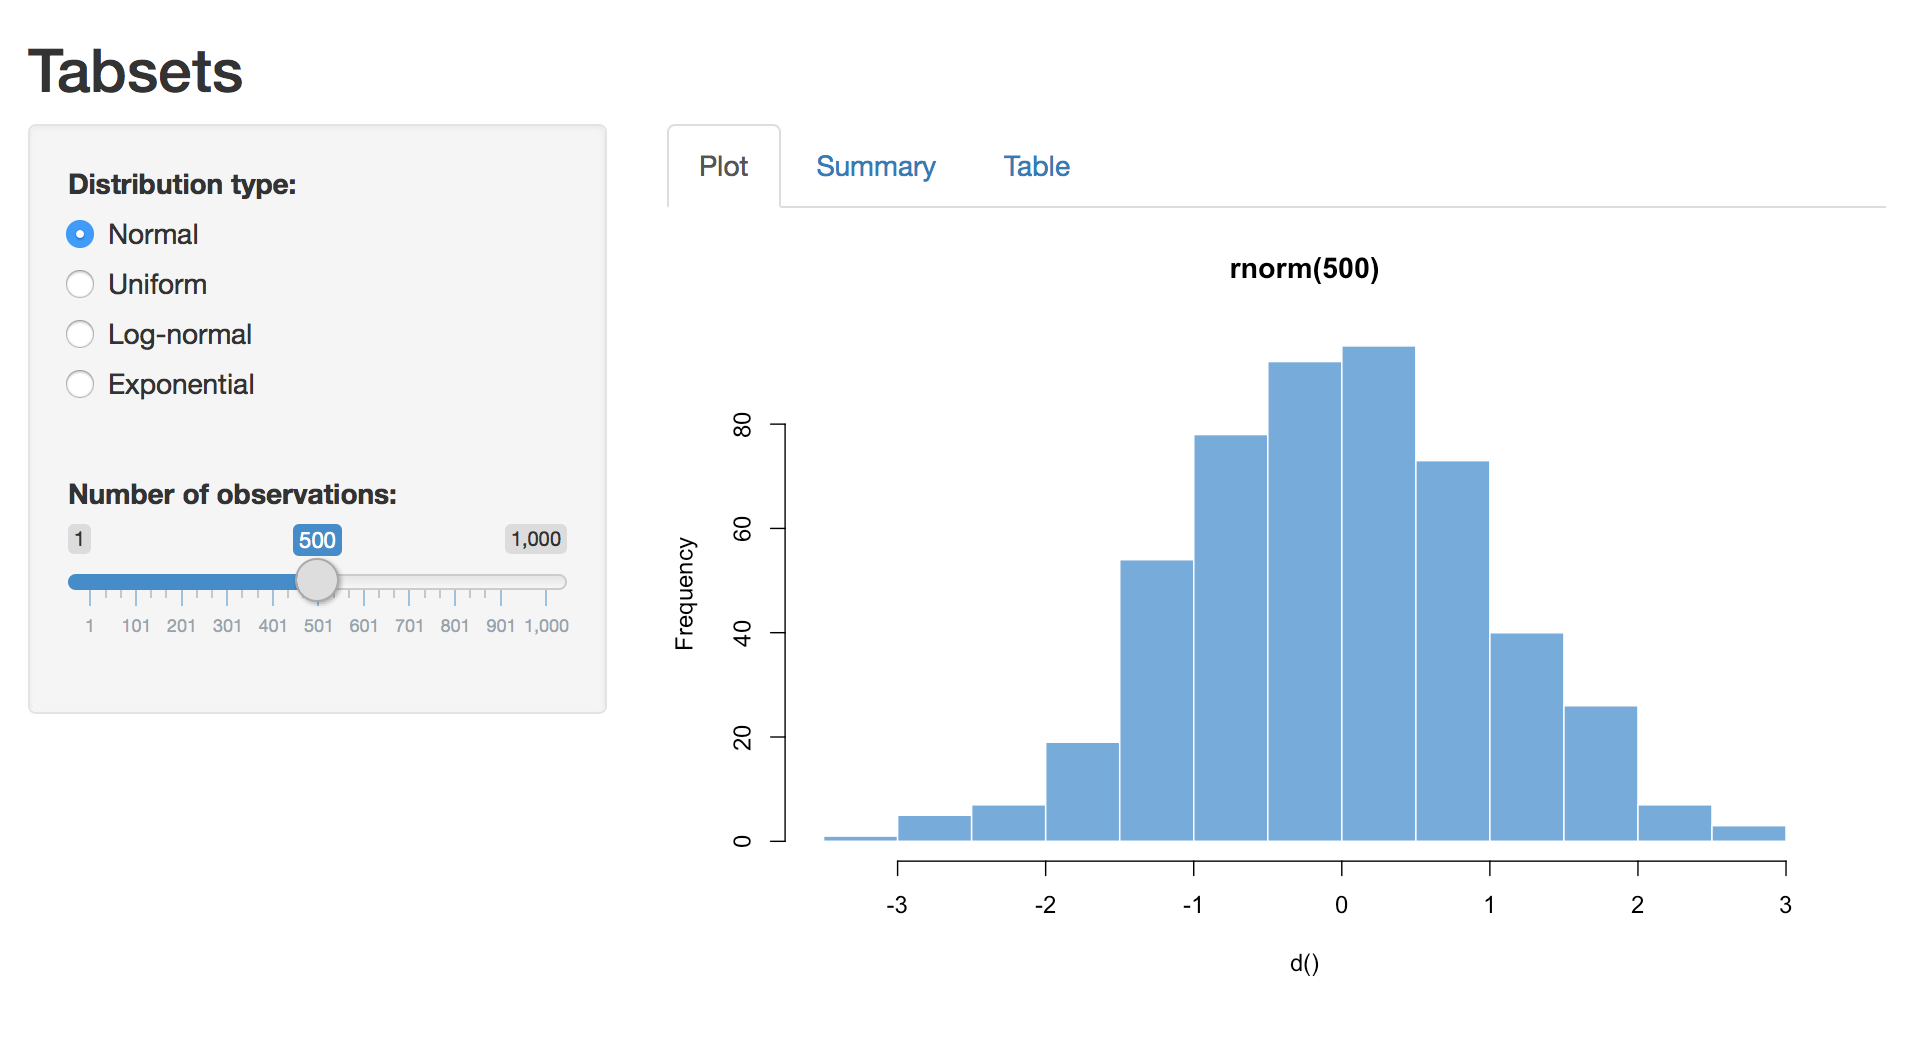 Tabsets
Distribution type:
Normal
Uniform
Log-normal
Exponential
Number of observations:
1 500 1,000
1 101 201 301 401 501 601 701 801 901 1,000
Plot Summary Table
rnorm(500)
Frequency
80
60
40
20
0
-3 -2 -1 0 1 2 3
d()